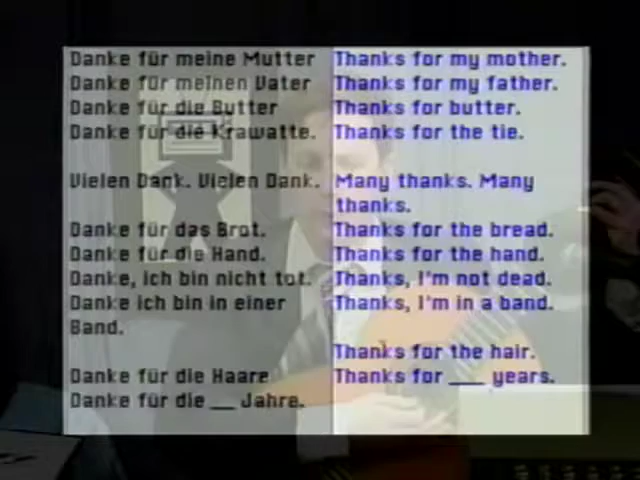 Danke für meine Mutter
Danke für meinen Vater
Danke für die Butter
Danke für die Krawatte.
Vielen Dank. Vielen Dank.
Danke für das Brot.
Danke für die Hand.
Danke, ich bin nicht tot.
Danke ich bin in einer
Band.
Danke für die Haare
Danke für die __ Jahre.
Thanks for my mother.
Thanks for my father.
Thanks for butter.
Thanks for the tie.
Many thanks. Many
thanks.
Thanks for the bread.
Thanks for the hand.
Thanks, I'm not dead.
Thanks, I'm in a band.
Thanks for the hair.
Thanks for ___ years.